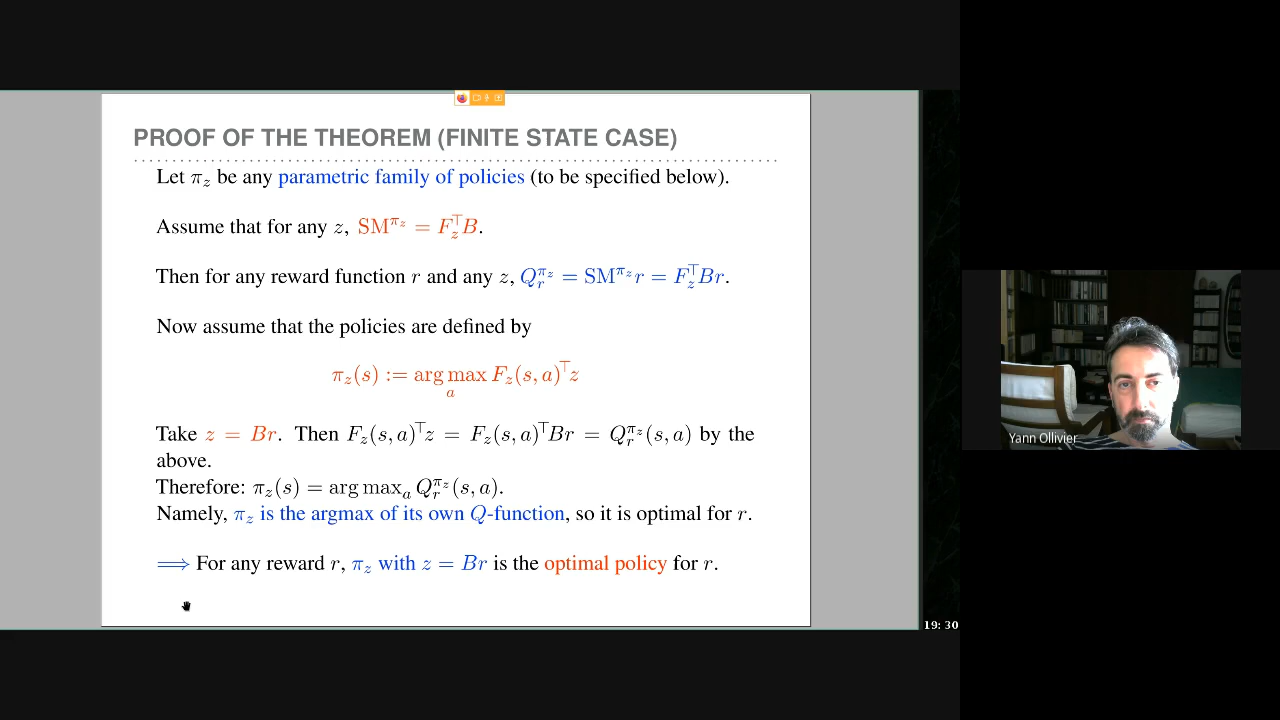 PROOF OF THE THEOREM (FINITE STATE CASE)
Let π_z be any parametric family of policies (to be specified below).
Assume that for any z, SM^{π_z} = F_z^⊤ B.
Then for any reward function r and any z, Q_r^{π_z} = SM^{π_z} r = F_z^⊤ Br.
Now assume that the policies are defined by
π_z(s) := arg max_a F_z(s, a)^⊤ z
Take z = Br. Then F_z(s, a)^⊤ z = F_z(s, a)^⊤ Br = Q_r^{π_z}(s, a) by the
above.
Therefore: π_z(s) = arg max_a Q_r^{π_z}(s, a).
Namely, π_z is the argmax of its own Q-function, so it is optimal for r.
⟹ For any reward r, π_z with z = Br is the optimal policy for r.
19:30
Yann Ollivier